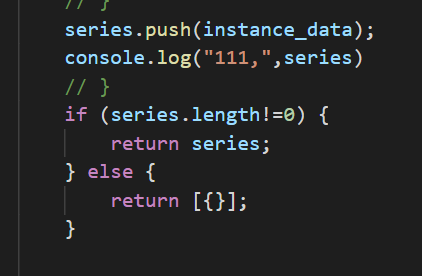 // }
series.push(instance_data);
console.log("111,",series)
// }
if (series.length!=0) {
    return series;
} else {
    return [{}];
}